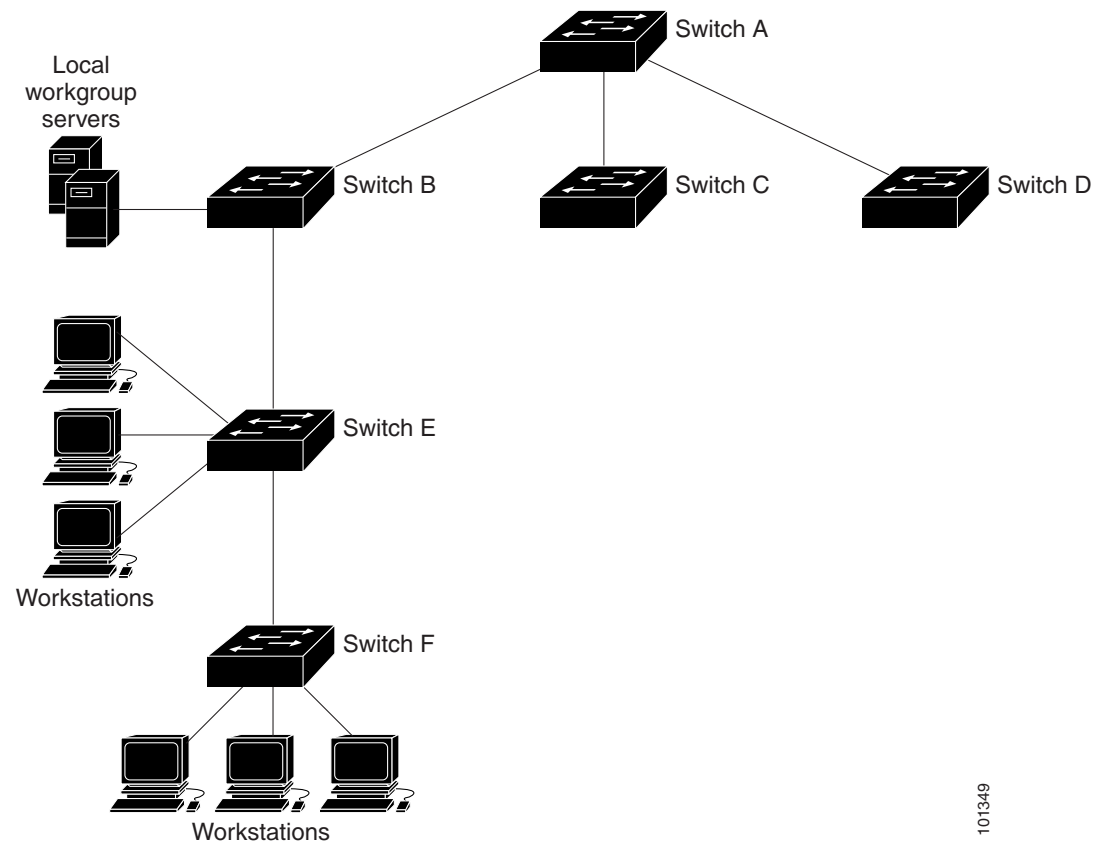 Switch A
Local
workgroup
servers
Switch B
Switch C
Switch D
Switch E
Workstations
Switch F
Workstations
101349